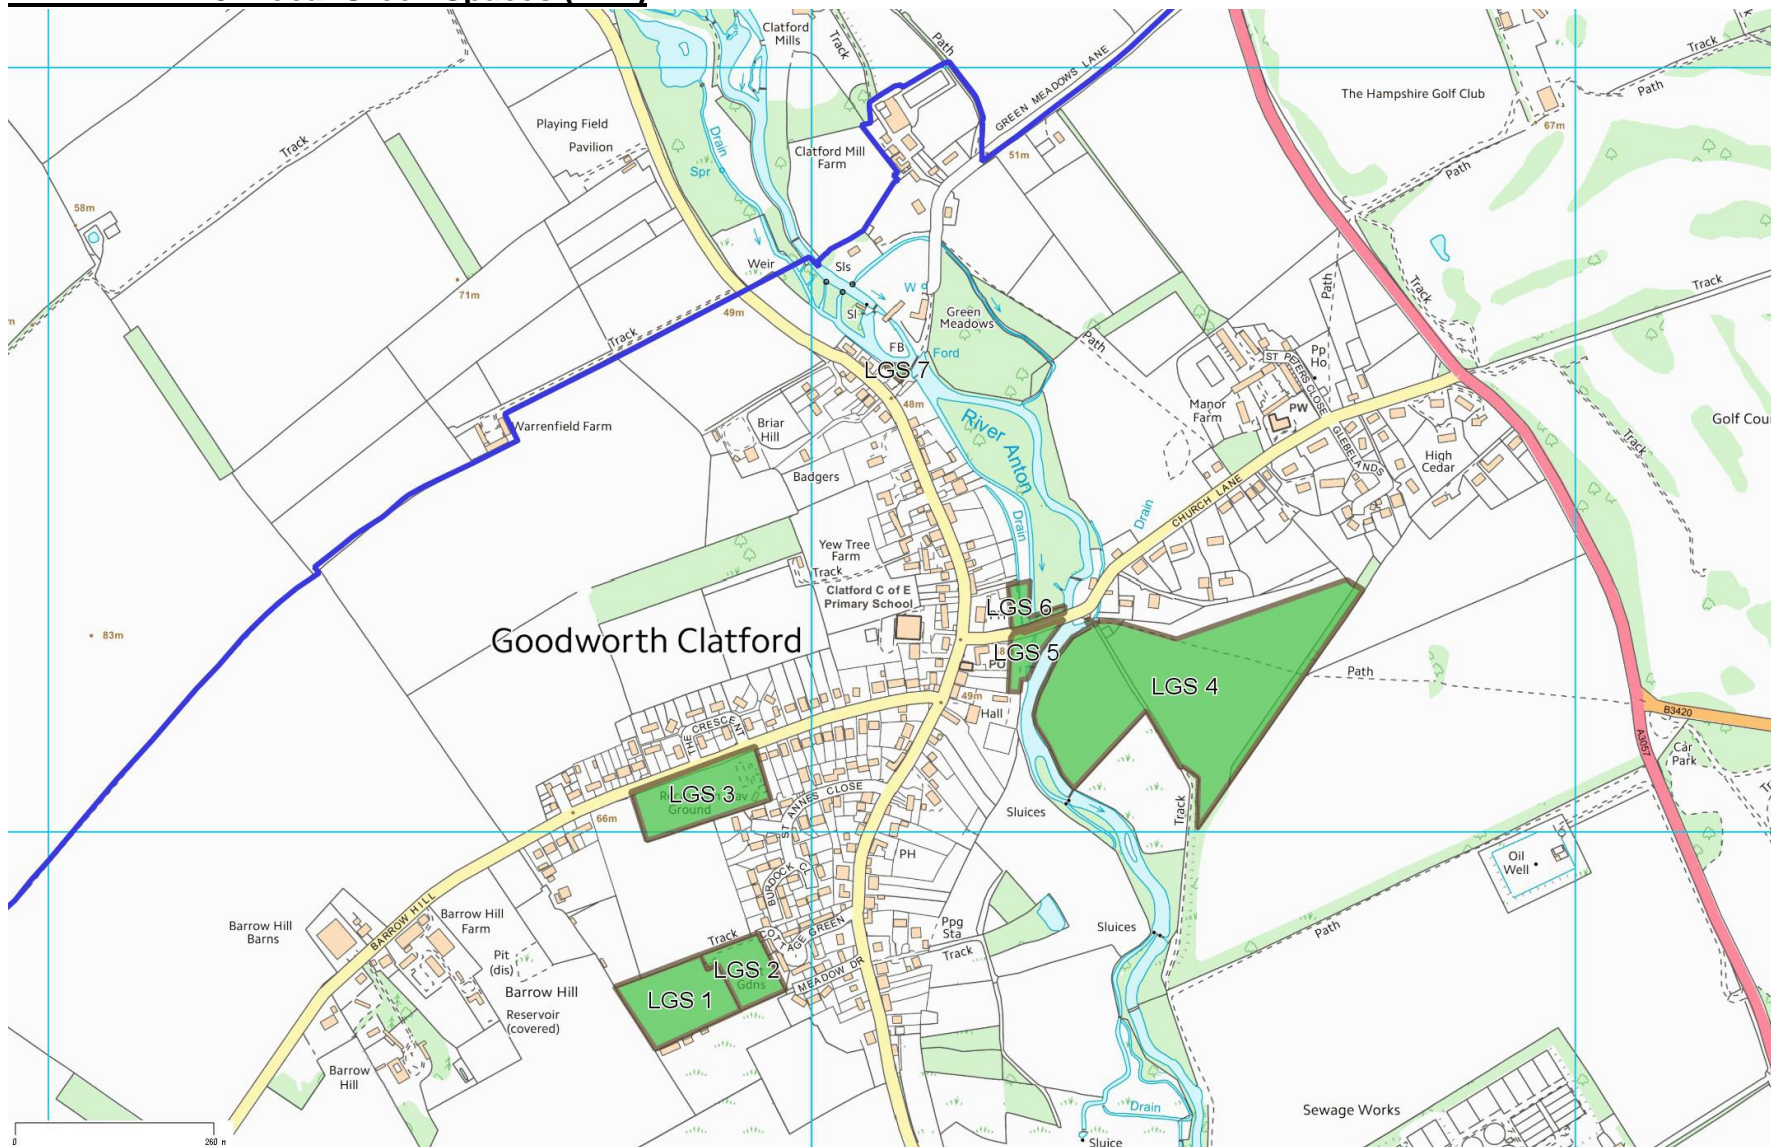 Clatford
Mills
Track
Path
GREEN MEADOWS LANE
Track
The Hampshire Golf Club
Path
67m
Playing Field
Pavilion
Drain
Spr
Clatford Mill
Farm
51m
Path
Track
58m
71m
49m
Track
Weir
Sls
Sl
W
FB
Ford
Green
Meadows
Path
Path
Track
Track
LGS 7
48m
Warrenfield Farm
Briar
Hill
Badgers
River Anton
Drain
Drain
Manor
Farm
ST PETERS CLOSE
Pp
Ho
PW
GLEBELANDS
CHURCH LANE
High
Cedar
Track
Golf Cou
Yew Tree
Farm
Track
Clatford C of E
Primary School
83m
Goodworth Clatford
LGS 6
LGS 5
PO
LGS 4
Path
49m
Hall
THE CRESCENT
LGS 3
Ground
66m
ST ANNES CLOSE
Sluices
Track
B3420
A3057
Car
Park
BURDOCK CL
PH
Oil
Well
Barrow Hill
Barns
BARROW HILL
Barrow Hill
Farm
Pit
(dis)
Barrow Hill
Reservoir
(covered)
Barrow
Hill
Track
COTTAGE GREEN
MEADOW DR
LGS 2
Gdns
LGS 1
Ppg
Sta
Track
Sluices
Path
Drain
Sluice
Sewage Works
0
260 m